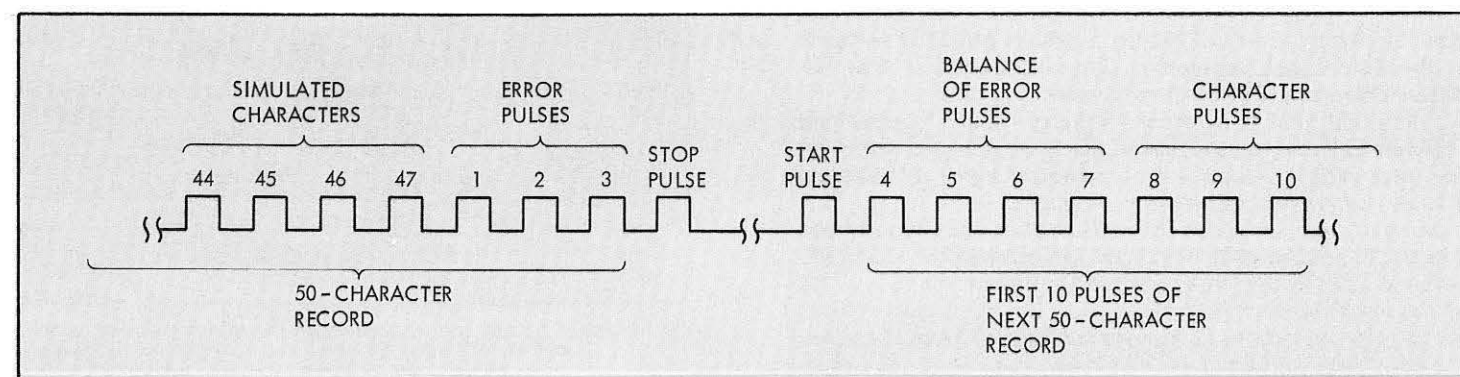 SIMULATED
CHARACTERS
ERROR
PULSES
STOP
PULSE
START
PULSE
BALANCE
OF ERROR
PULSES
CHARACTER
PULSES
44 45 46 47 1 2 3 4 5 6 7 8 9 10
50-CHARACTER
RECORD
FIRST 10 PULSES OF
NEXT 50-CHARACTER
RECORD